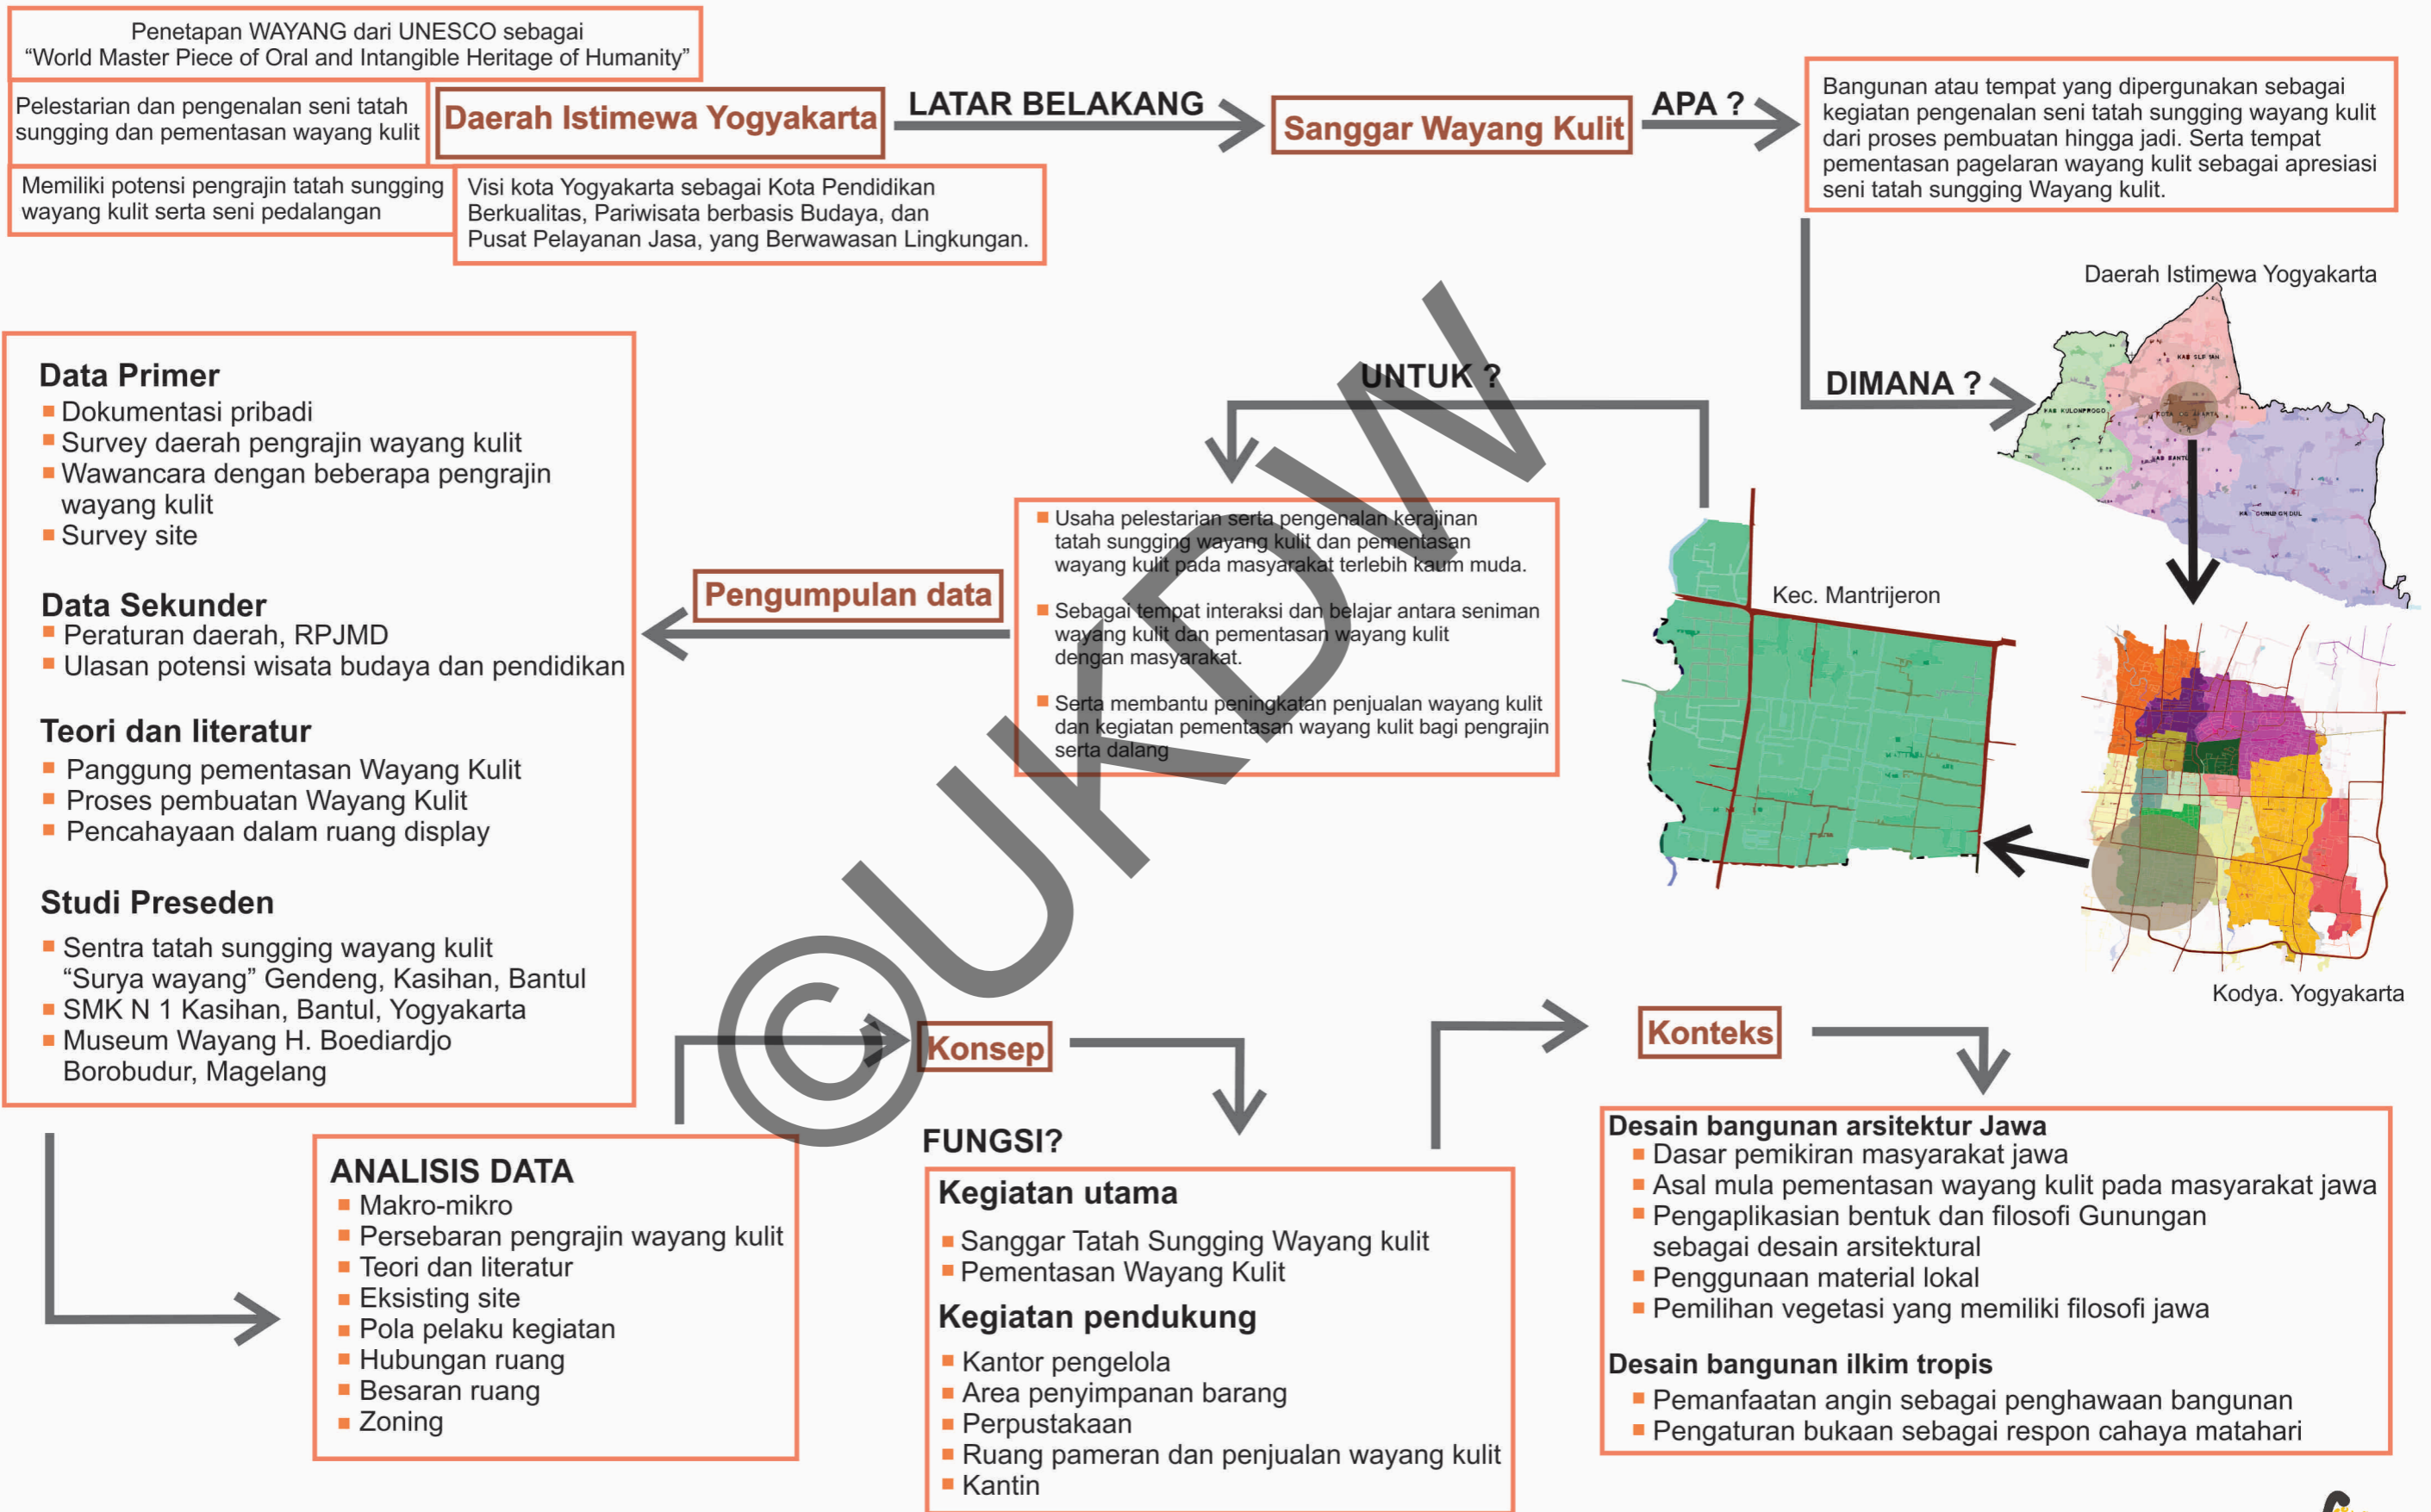 Penetapan WAYANG dari UNESCO sebagai
“World Master Piece of Oral and Intangible Heritage of Humanity”
Pelestarian dan pengenalan seni tatah
sungging dan pementasan wayang kulit
Daerah Istimewa Yogyakarta
Memiliki potensi pengrajin tatah sungging
wayang kulit serta seni pedalangan
Visi kota Yogyakarta sebagai Kota Pendidikan
Berkualitas, Pariwisata berbasis Budaya, dan
Pusat Pelayanan Jasa, yang Berwawasan Lingkungan.
LATAR BELAKANG
Sanggar Wayang Kulit
APA ?
Bangunan atau tempat yang dipergunakan sebagai
kegiatan pengenalan seni tatah sungging wayang kulit
dari proses pembuatan hingga jadi. Serta tempat
pementasan pagelaran wayang kulit sebagai apresiasi
seni tatah sungging Wayang kulit.
DIMANA ?
Daerah Istimewa Yogyakarta
KAB KULONPROGO
Kodya. Yogyakarta
Kec. Mantrijeron
UNTUK ?
Usaha pelestarian serta pengenalan kerajinan
tatah sungging wayang kulit dan pementasan
wayang kulit pada masyarakat terlebih kaum muda.
Sebagai tempat interaksi dan belajar antara seniman
wayang kulit dan pementasan wayang kulit
dengan masyarakat.
Serta membantu peningkatan penjualan wayang kulit
dan kegiatan pementasan wayang kulit bagi pengrajin
serta dalang
Pengumpulan data
Data Primer
Dokumentasi pribadi
Survey daerah pengrajin wayang kulit
Wawancara dengan beberapa pengrajin
wayang kulit
Survey site
Data Sekunder
Peraturan daerah, RPJMD
Ulasan potensi wisata budaya dan pendidikan
Teori dan literatur
Panggung pementasan Wayang Kulit
Proses pembuatan Wayang Kulit
Pencahayaan dalam ruang display
Studi Preseden
Sentra tatah sungging wayang kulit
“Surya wayang” Gendeng, Kasihan, Bantul
SMK N 1 Kasihan, Bantul, Yogyakarta
Museum Wayang H. Boediardjo
Borobudur, Magelang
ANALISIS DATA
Makro-mikro
Persebaran pengrajin wayang kulit
Teori dan literatur
Eksisting site
Pola pelaku kegiatan
Hubungan ruang
Besaran ruang
Zoning
Konsep
FUNGSI?
Kegiatan utama
Sanggar Tatah Sungging Wayang kulit
Pementasan Wayang Kulit
Kegiatan pendukung
Kantor pengelola
Area penyimpanan barang
Perpustakaan
Ruang pameran dan penjualan wayang kulit
Kantin
Konteks
Desain bangunan arsitektur Jawa
Dasar pemikiran masyarakat jawa
Asal mula pementasan wayang kulit pada masyarakat jawa
Pengaplikasian bentuk dan filosofi Gunungan
sebagai desain arsitektural
Penggunaan material lokal
Pemilihan vegetasi yang memiliki filosofi jawa
Desain bangunan ilkim tropis
Pemanfaatan angin sebagai penghawaan bangunan
Pengaturan bukaan sebagai respon cahaya matahari
©UKDW